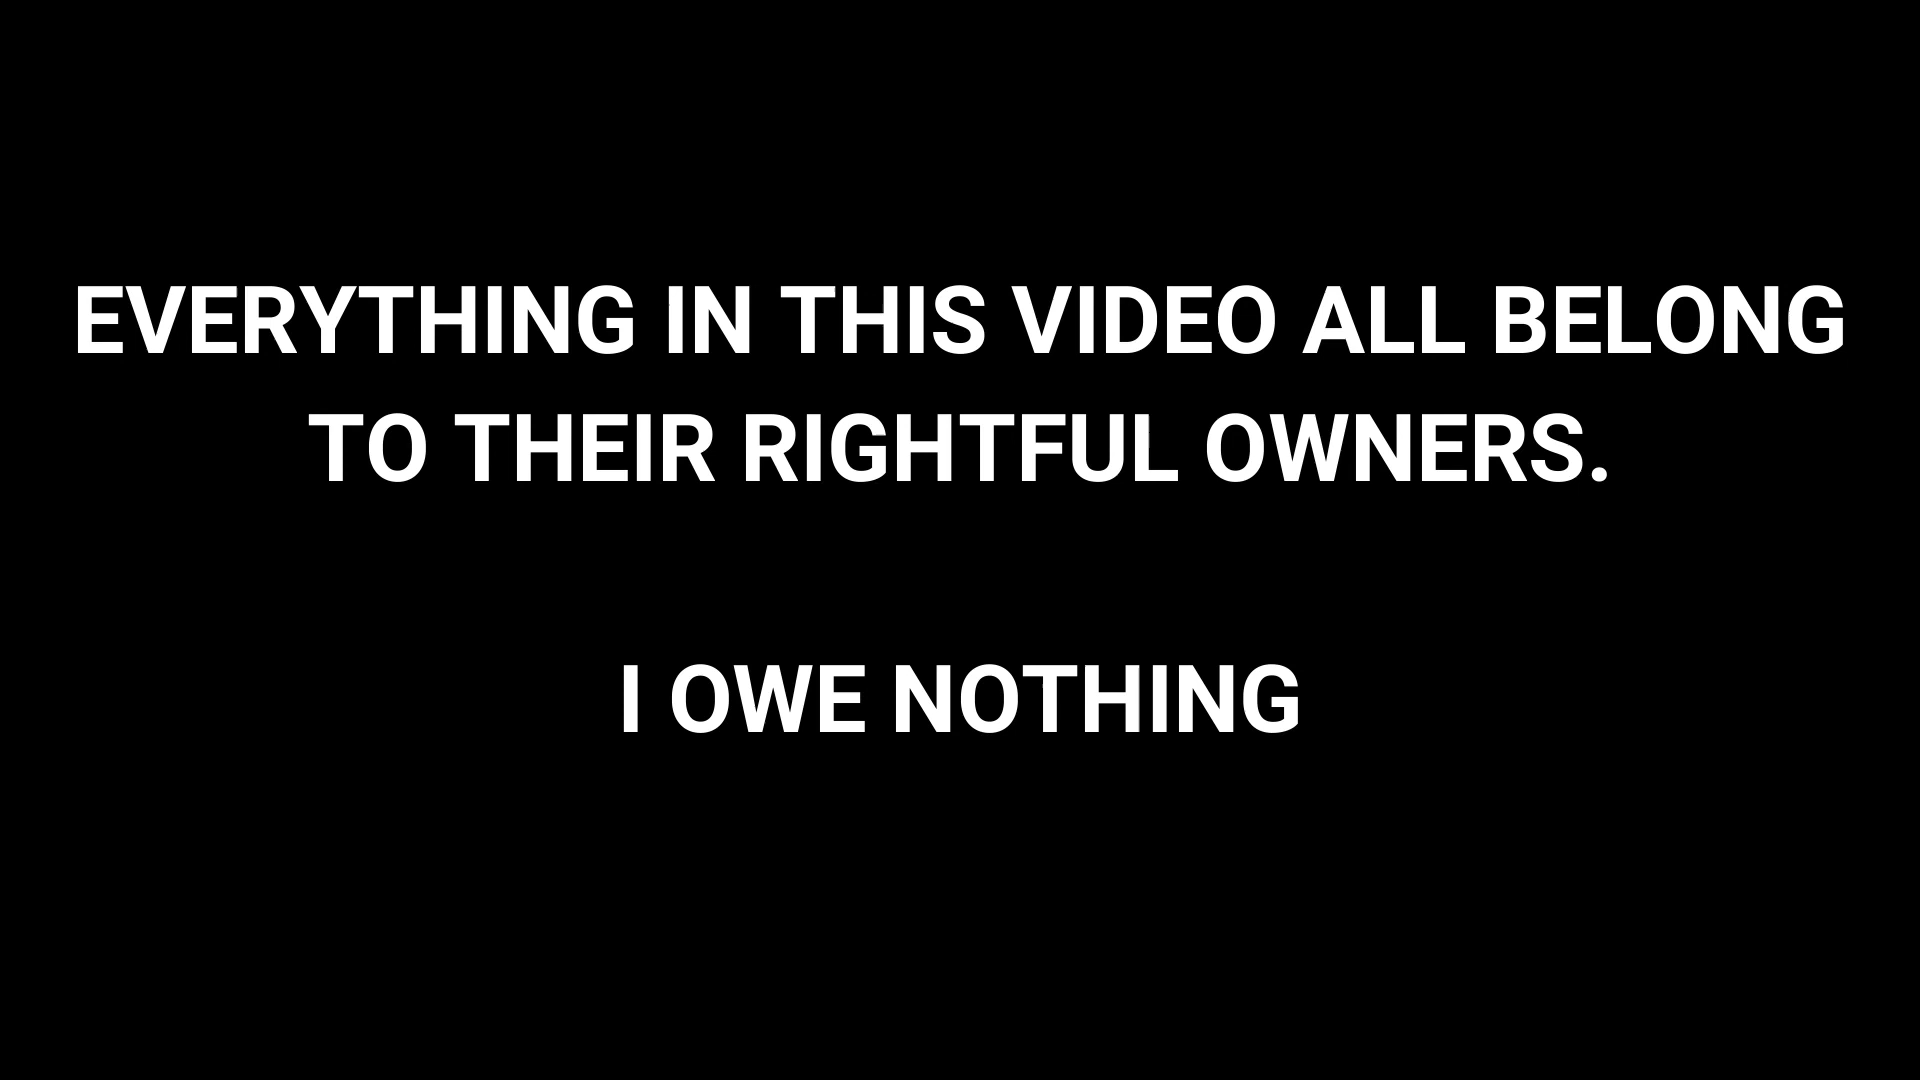 EVERYTHING IN THIS VIDEO ALL BELONG
TO THEIR RIGHTFUL OWNERS.
I OWE NOTHING